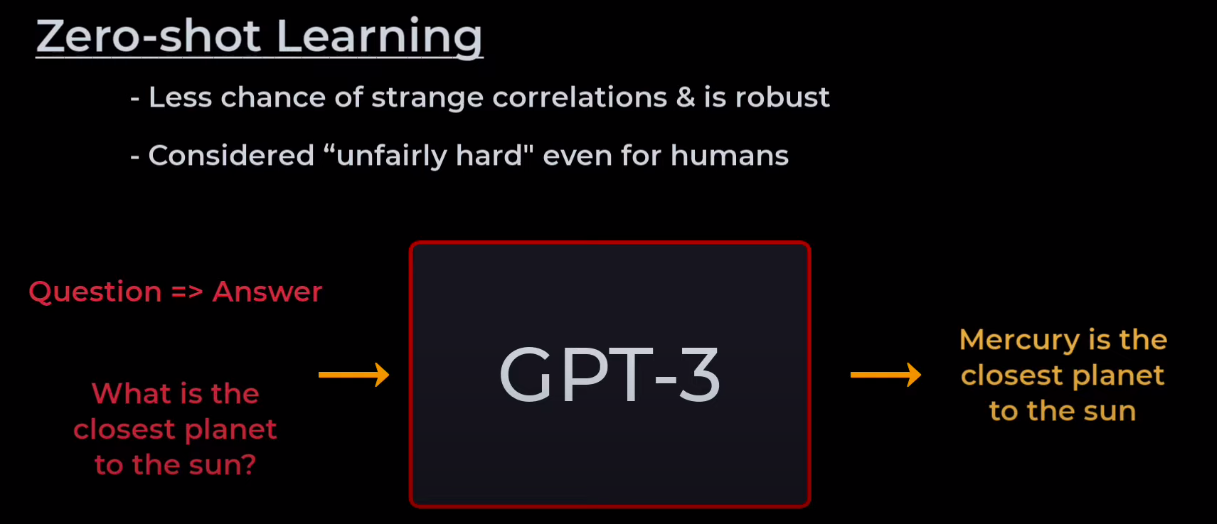 Zero-shot Learning
- Less chance of strange correlations & is robust
- Considered “unfairly hard" even for humans
Question => Answer
What is the
closest planet
to the sun?
GPT-3
Mercury is the
closest planet
to the sun